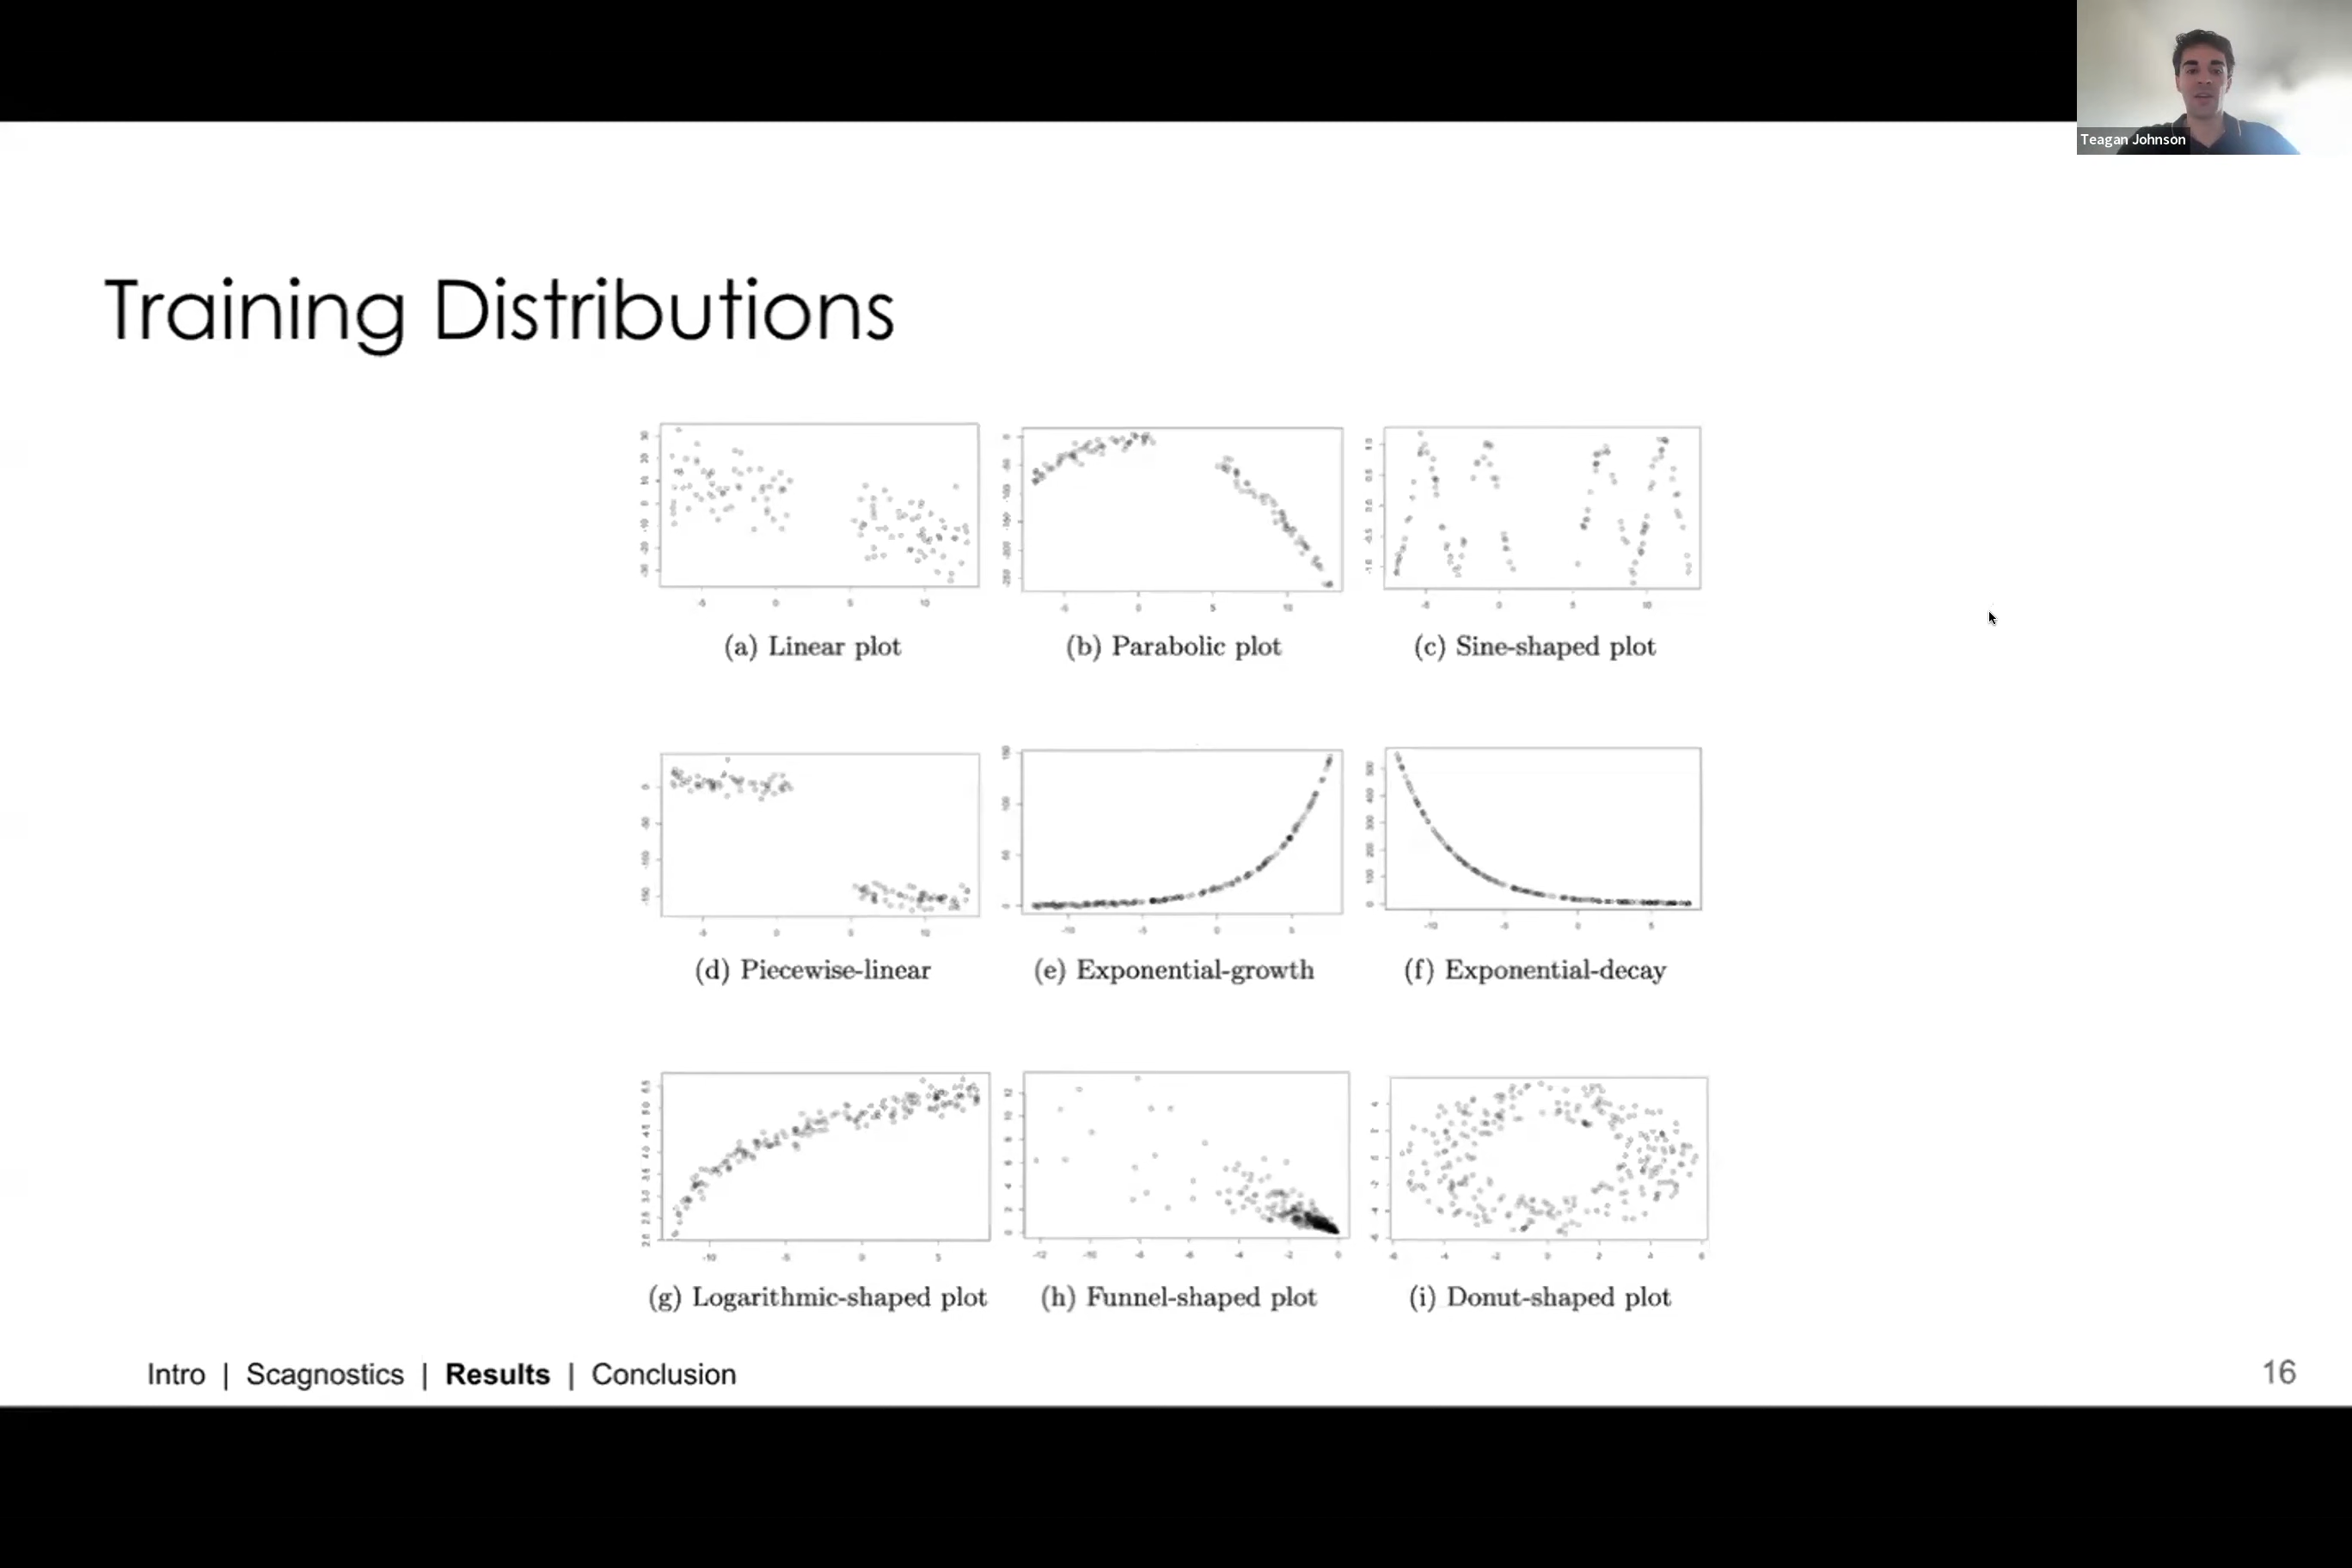 Teagan Johnson
Training Distributions
(a) Linear plot
(b) Parabolic plot
(c) Sine-shaped plot
(d) Piecewise-linear
(e) Exponential-growth
(f) Exponential-decay
(g) Logarithmic-shaped plot
(h) Funnel-shaped plot
(i) Donut-shaped plot
Intro | Scagnostics | Results | Conclusion
16